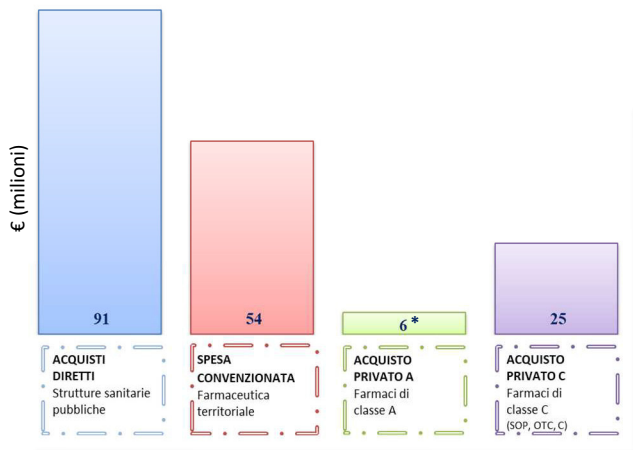 € (milioni)
91
54
6 *
25
ACQUISTI
DIRETTI
Strutture sanitarie
pubbliche
SPESA
CONVENZIONATA
Farmaceutica
territoriale
ACQUISTO
PRIVATO A
Farmaci di
classe A
ACQUISTO
PRIVATO C
Farmaci di
classe C
(SOP, OTC, C)